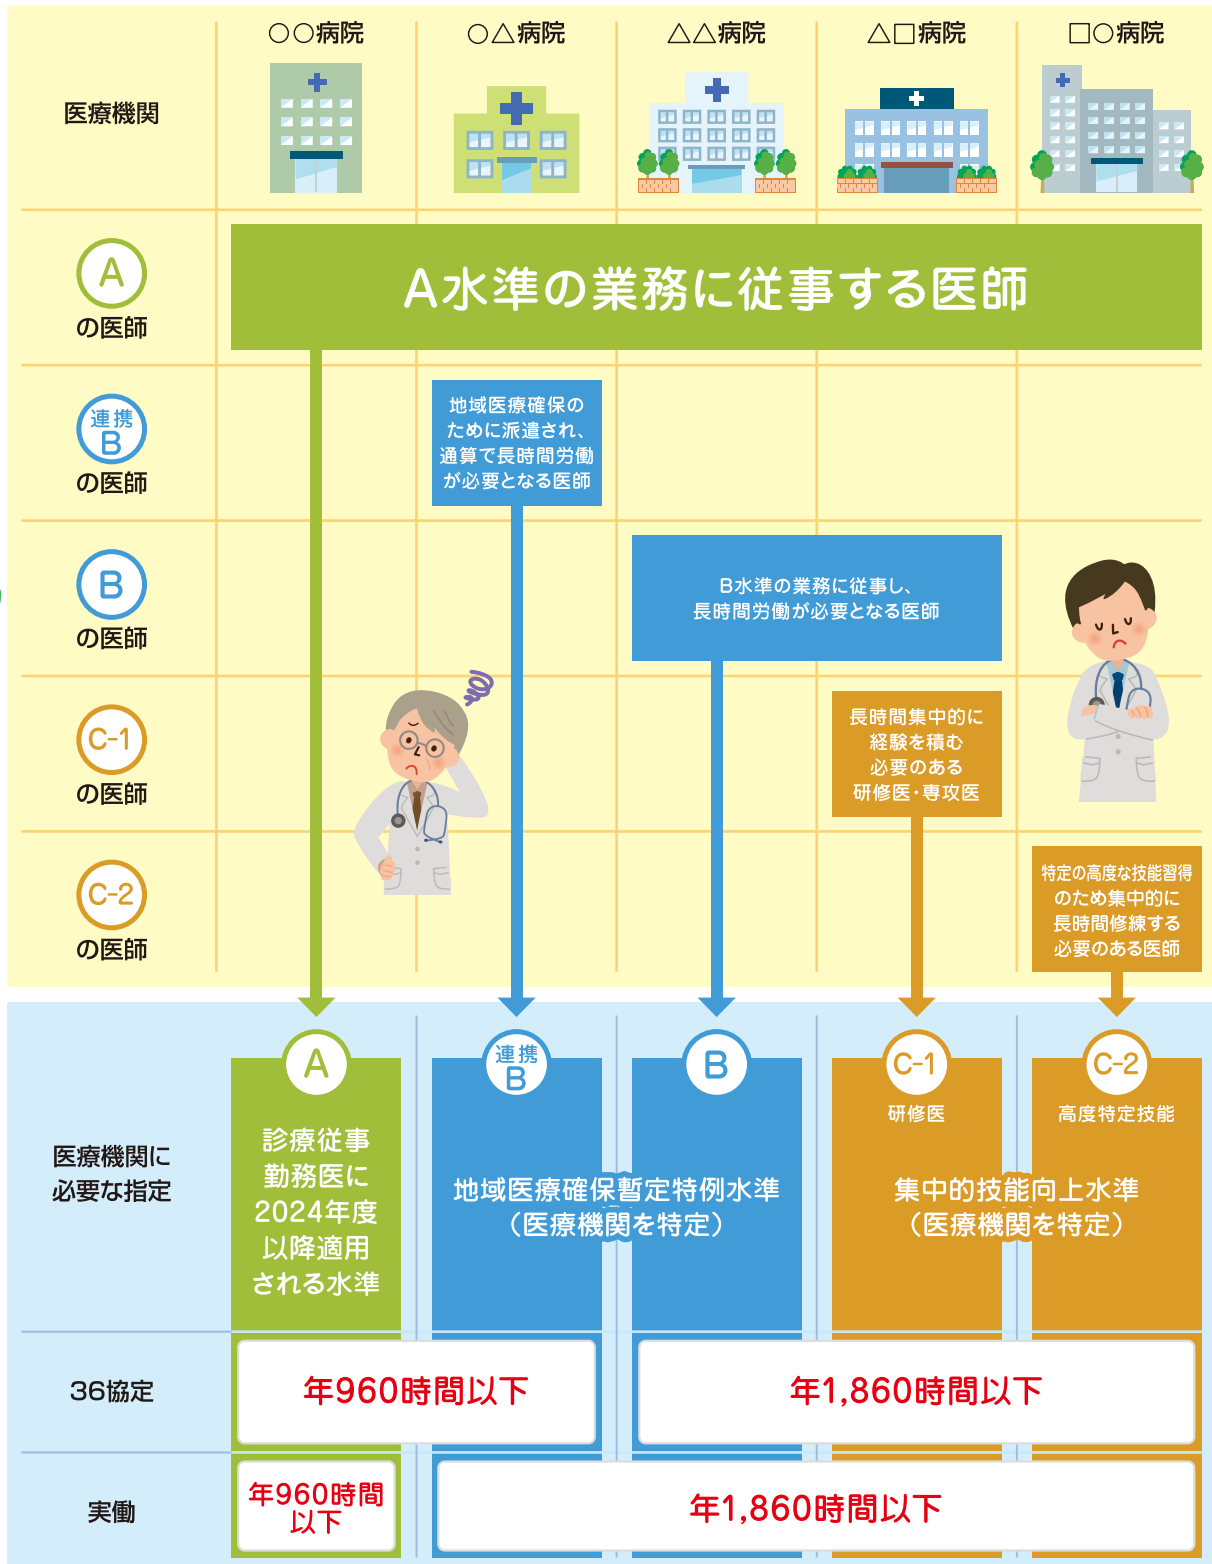 ○○病院
○△病院
△△病院
△□病院
□○病院
医療機関
A
の医師
A水準の業務に従事する医師
連携
B
の医師
地域医療確保の
ために派遣され、
通算で長時間労働
が必要となる医師
B
の医師
B水準の業務に従事し、
長時間労働が必要となる医師
C-1
の医師
長時間集中的に
経験を積む
必要のある
研修医・専攻医
C-2
の医師
特定の高度な技能習得
のため集中的に
長時間修練する
必要のある医師
医療機関に
必要な指定
A
診療従事
勤務医に
2024年度
以降適用
される水準
連携
B
B
地域医療確保暫定特例水準
（医療機関を特定）
C-1
研修医
C-2
高度特定技能
集中的技能向上水準
（医療機関を特定）
36協定
年960時間以下
年1,860時間以下
実働
年960時間
以下
年1,860時間以下